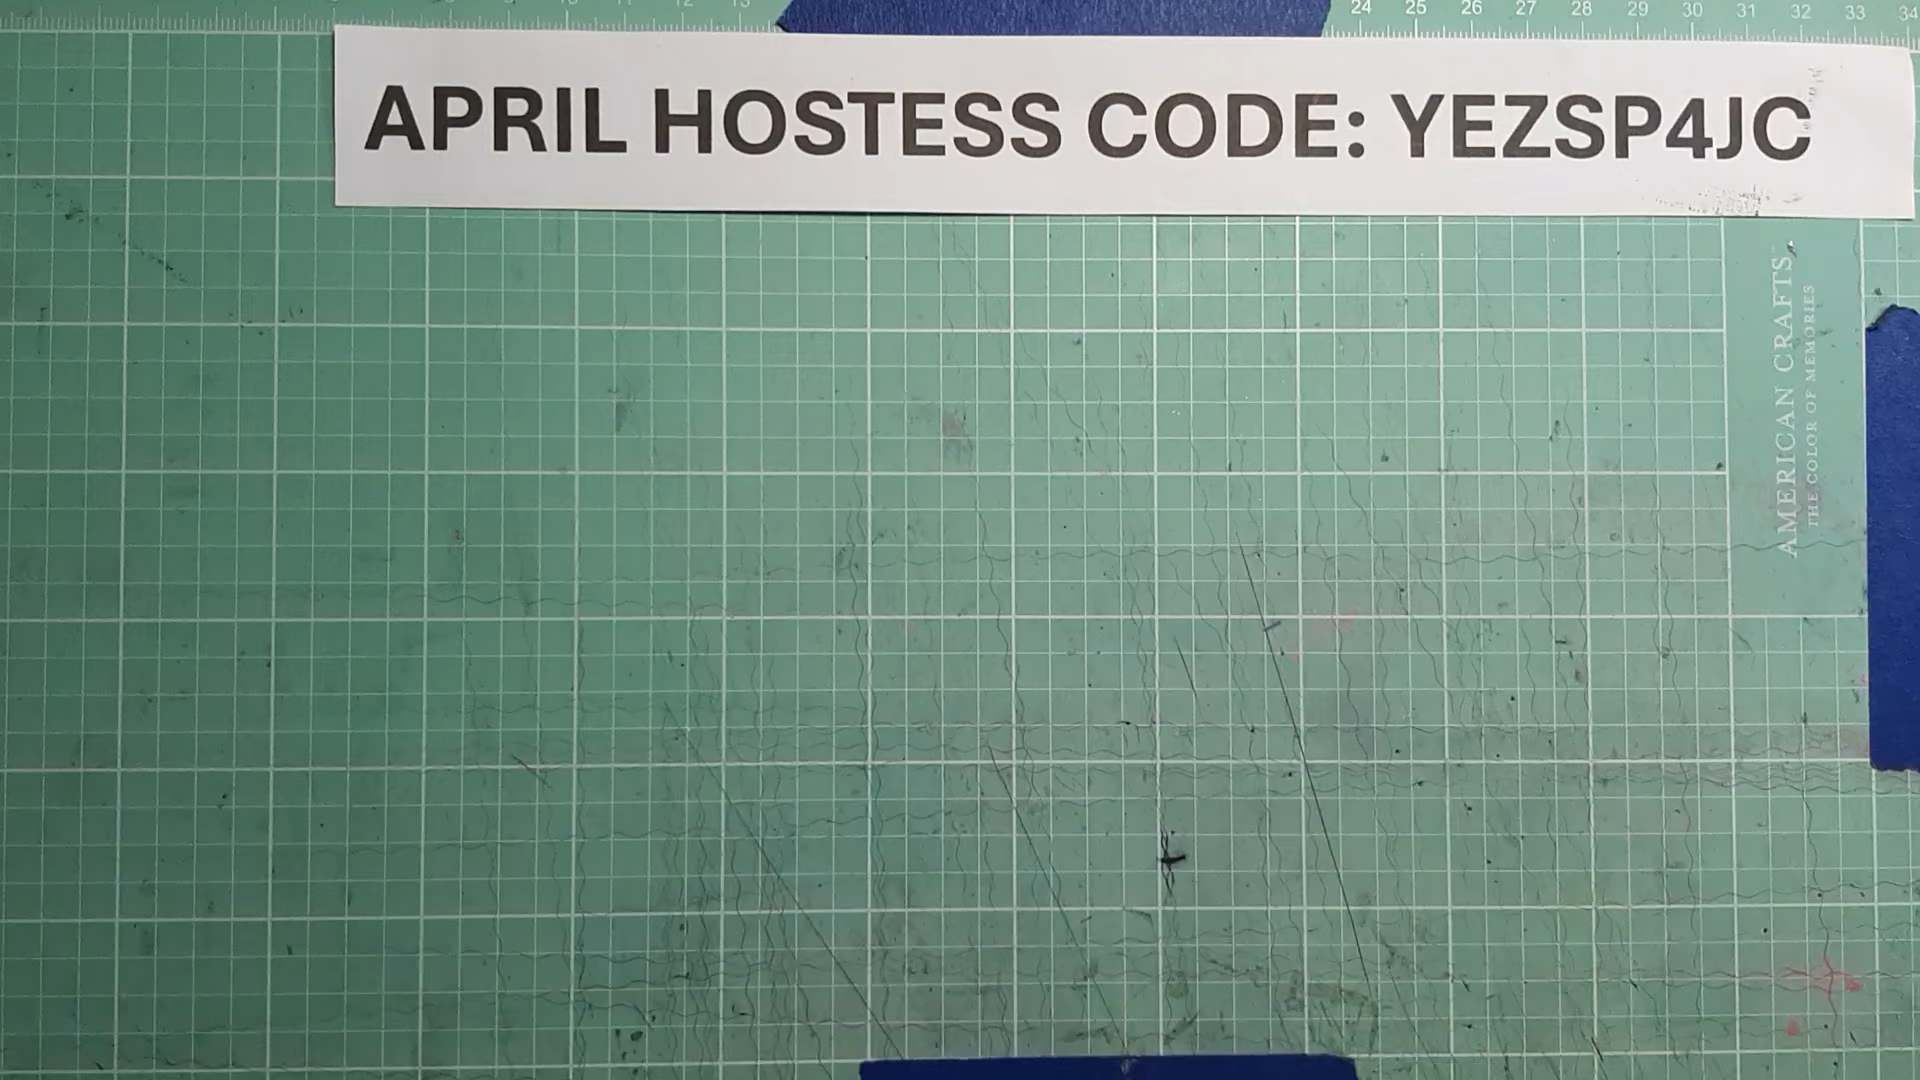 13 24 25 26 27 28 29 30 31 32 33 34
APRIL HOSTESS CODE: YEZSP4JC
AMERICAN CRAFTS
THE COLOR OF MEMORIES